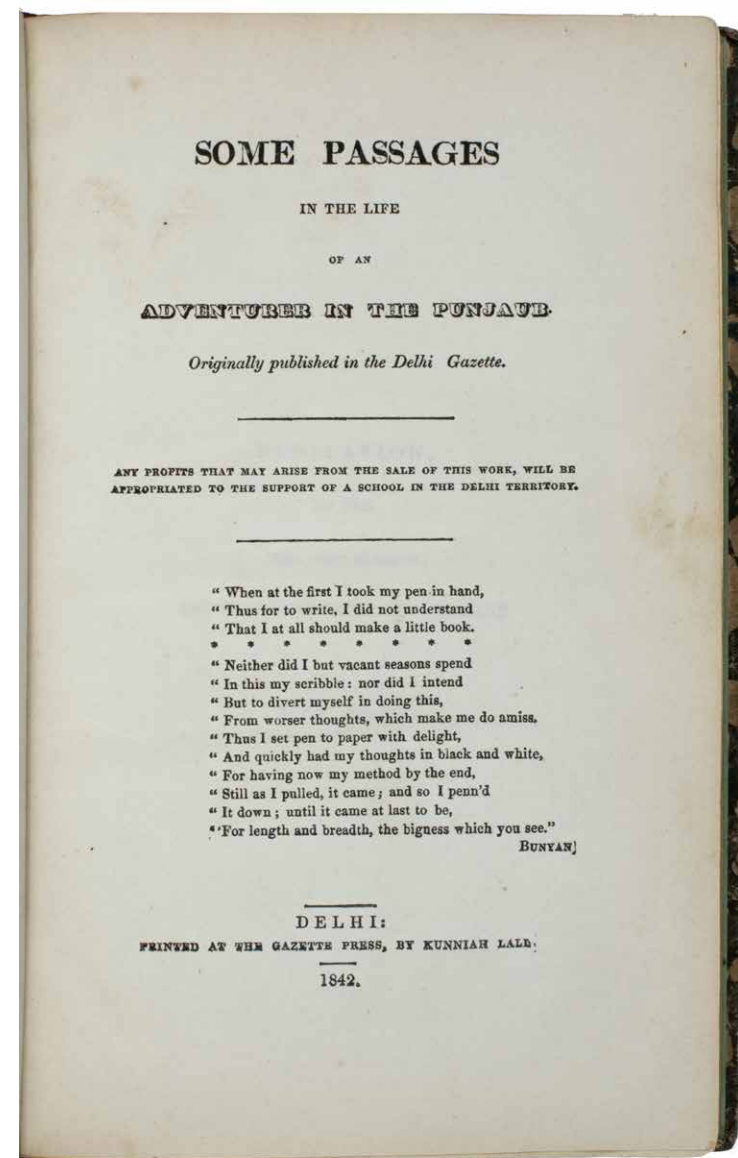 SOME PASSAGES
IN THE LIFE
OF AN
ADVENTURER IN THE PUNJAUB.
Originally published in the Delhi Gazette.
ANY PROFITS THAT MAY ARISE FROM THE SALE OF THIS WORK, WILL BE
APPROPRIATED TO THE SUPPORT OF A SCHOOL IN THE DELHI TERRITORY.
“ When at the first I took my pen in hand,
“ Thus for to write, I did not understand
“ That I at all should make a little book.
* * * * * * * *
“ Neither did I but vacant seasons spend
“ In this my scribble : nor did I intend
“ But to divert myself in doing this,
“ From worser thoughts, which make me do amiss.
“ Thus I set pen to paper with delight,
“ And quickly had my thoughts in black and white,
“ For having now my method by the end,
“ Still as I pulled, it came ; and so I penn'd
“ It down ; until it came at last to be,
“ For length and breadth, the bigness which you see.”
BUNYAN
DELHI:
PRINTED AT THE GAZETTE PRESS, BY KUNNIAH LALL.
1842.